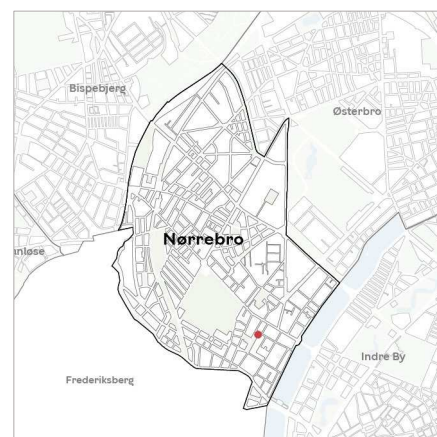 Bispebjerg
Østerbro
Nørrebro
nløse
Indre By
Frederiksberg